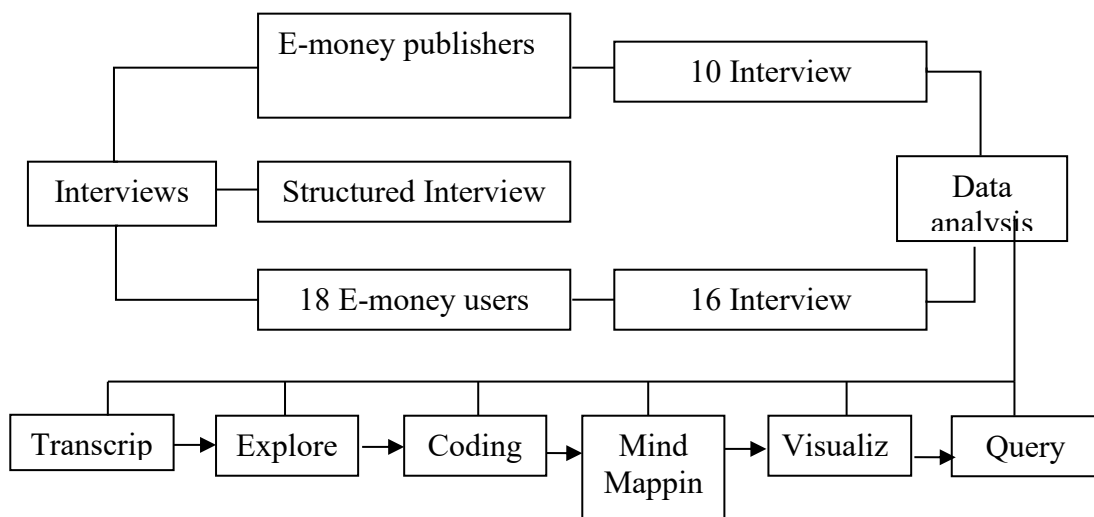 E-money publishers
10 Interview
Interviews
Structured Interview
Data
analysis
18 E-money users
16 Interview
Transcrip
Explore
Coding
Mind
Mappin
Visualiz
Query